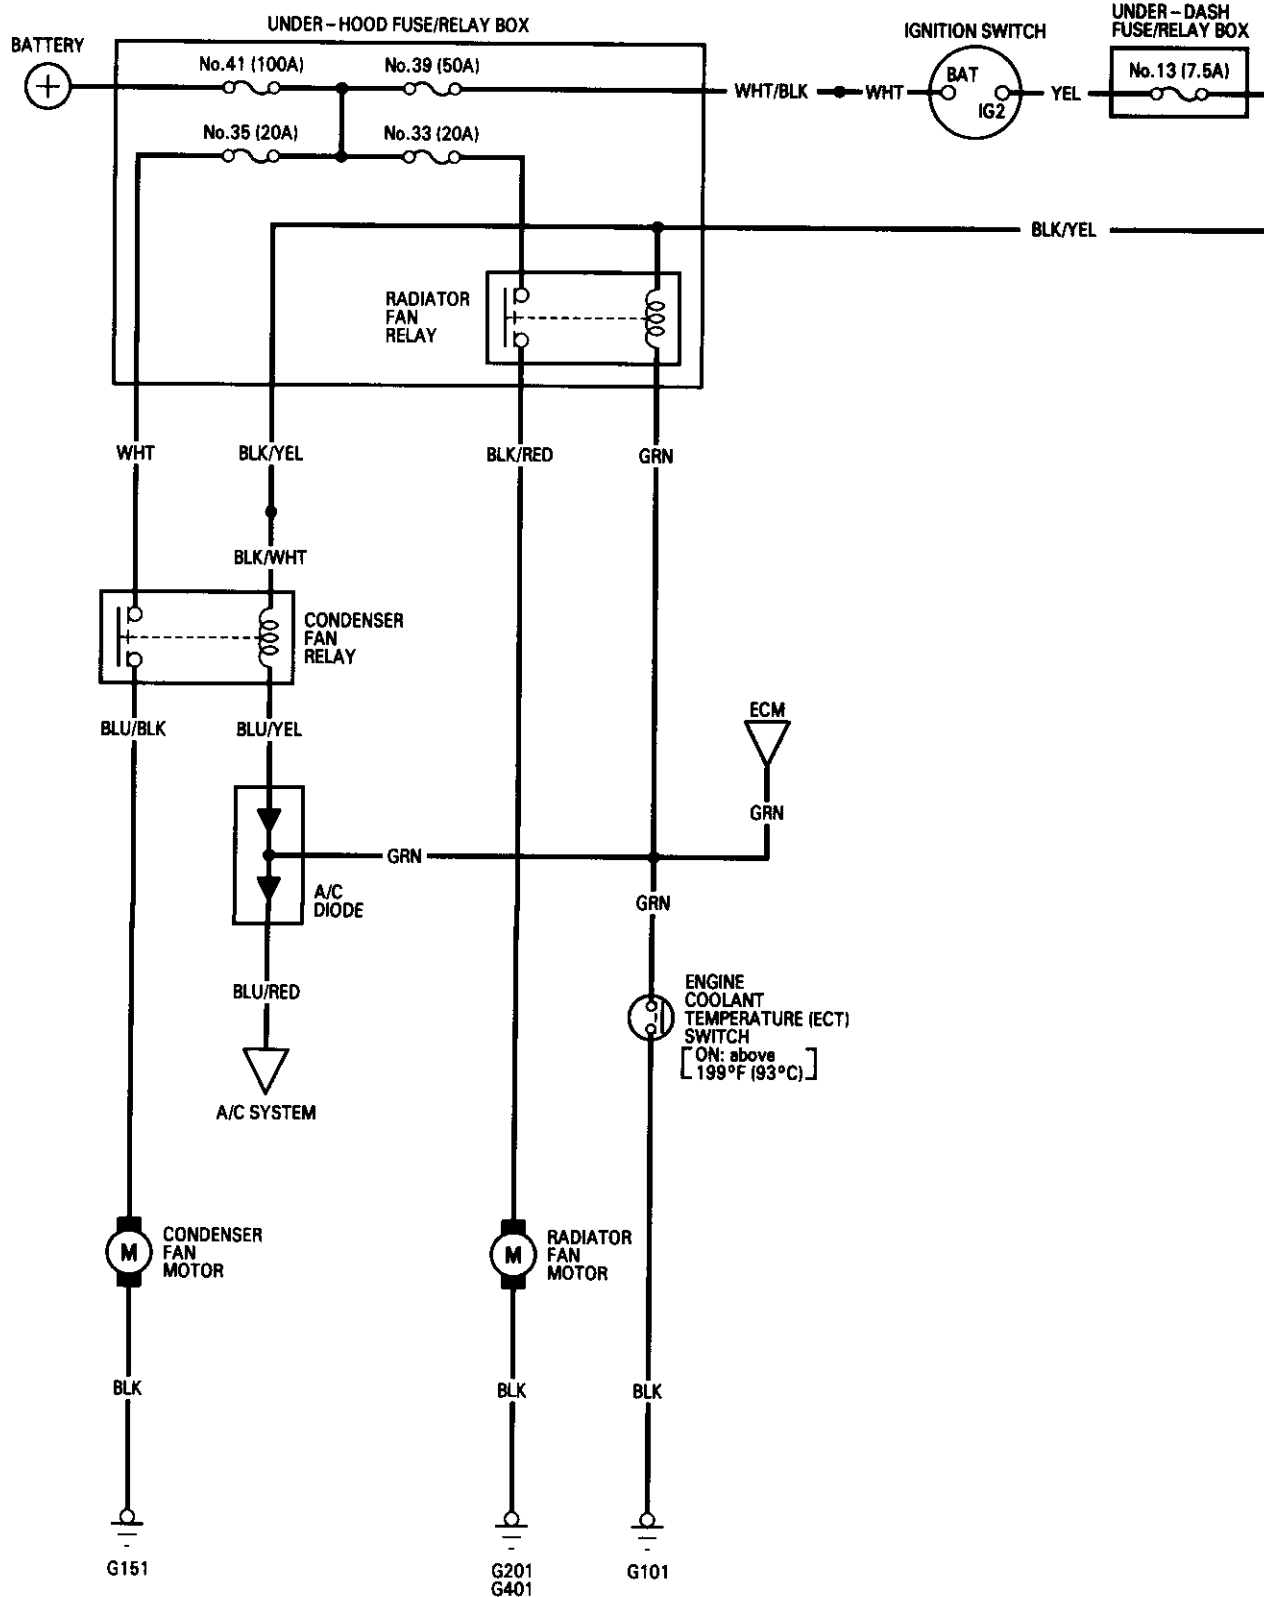 UNDER-DASH
FUSE/RELAY BOX
UNDER-HOOD FUSE/RELAY BOX
IGNITION SWITCH
BATTERY
+
No.41 (100A)
No.39 (50A)
WHT/BLK
WHT
BAT
IG2
YEL
No.13 (7.5A)
No.35 (20A)
No.33 (20A)
BLK/YEL
RADIATOR
FAN
RELAY
WHT
BLK/YEL
BLK/RED
GRN
BLK/WHT
CONDENSER
FAN
RELAY
BLU/BLK
BLU/YEL
ECM
GRN
GRN
A/C
DIODE
GRN
BLU/RED
ENGINE
COOLANT
TEMPERATURE (ECT)
SWITCH
[ON: above
199°F (93°C)]
A/C SYSTEM
M
CONDENSER
FAN
MOTOR
M
RADIATOR
FAN
MOTOR
BLK
BLK
BLK
G151
G201
G401
G101